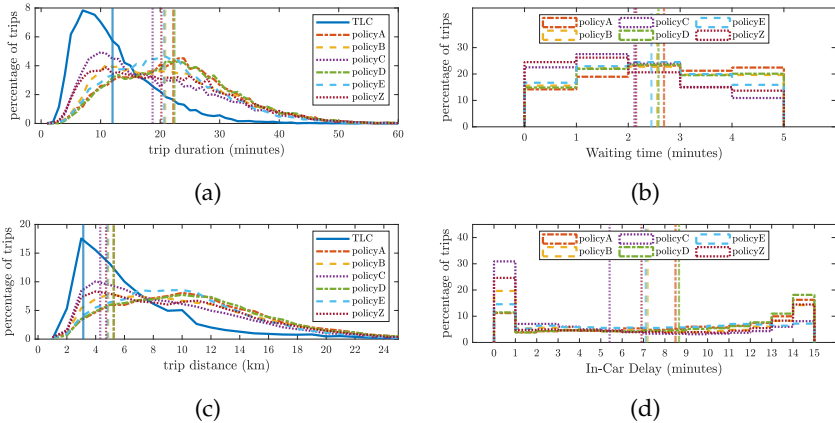 percentage of trips
8
6
4
2
0
0 10 20 30 40 50 60
trip duration (minutes)
TLC
policyA
policyB
policyC
policyD
policyE
policyZ
(a)
percentage of trips
40
30
20
10
0
0 1 2 3 4 5
Waiting time (minutes)
policyA policyC policyE
policyB policyD policyZ
(b)
percentage of trips
20
15
10
5
0
0 2 4 6 8 10 12 14 16 18 20 22 24
trip distance (km)
TLC
policyA
policyB
policyC
policyD
policyE
policyZ
(c)
percentage of trips
40
30
20
10
0
0 1 2 3 4 5 6 7 8 9 10 11 12 13 14 15
In-Car Delay (minutes)
policyA policyC policyE
policyB policyD policyZ
(d)